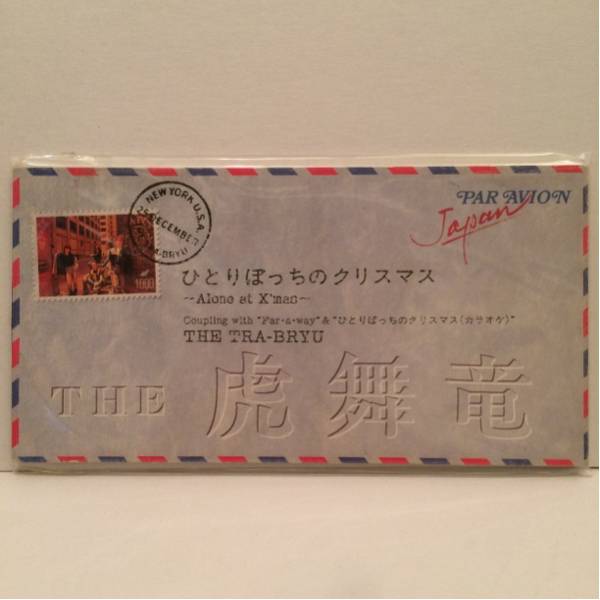 PAR AVION
Japan
NEW YORK U.S.A.
25 DECEMBER
TRA-BRYU
1000
ひとりぼっちのクリスマス
~Alone at X'mas~
Coupling with "Far・a・way" & "ひとりぼっちのクリスマス(カラオケ)"
THE TRA-BRYU
THE 虎舞竜